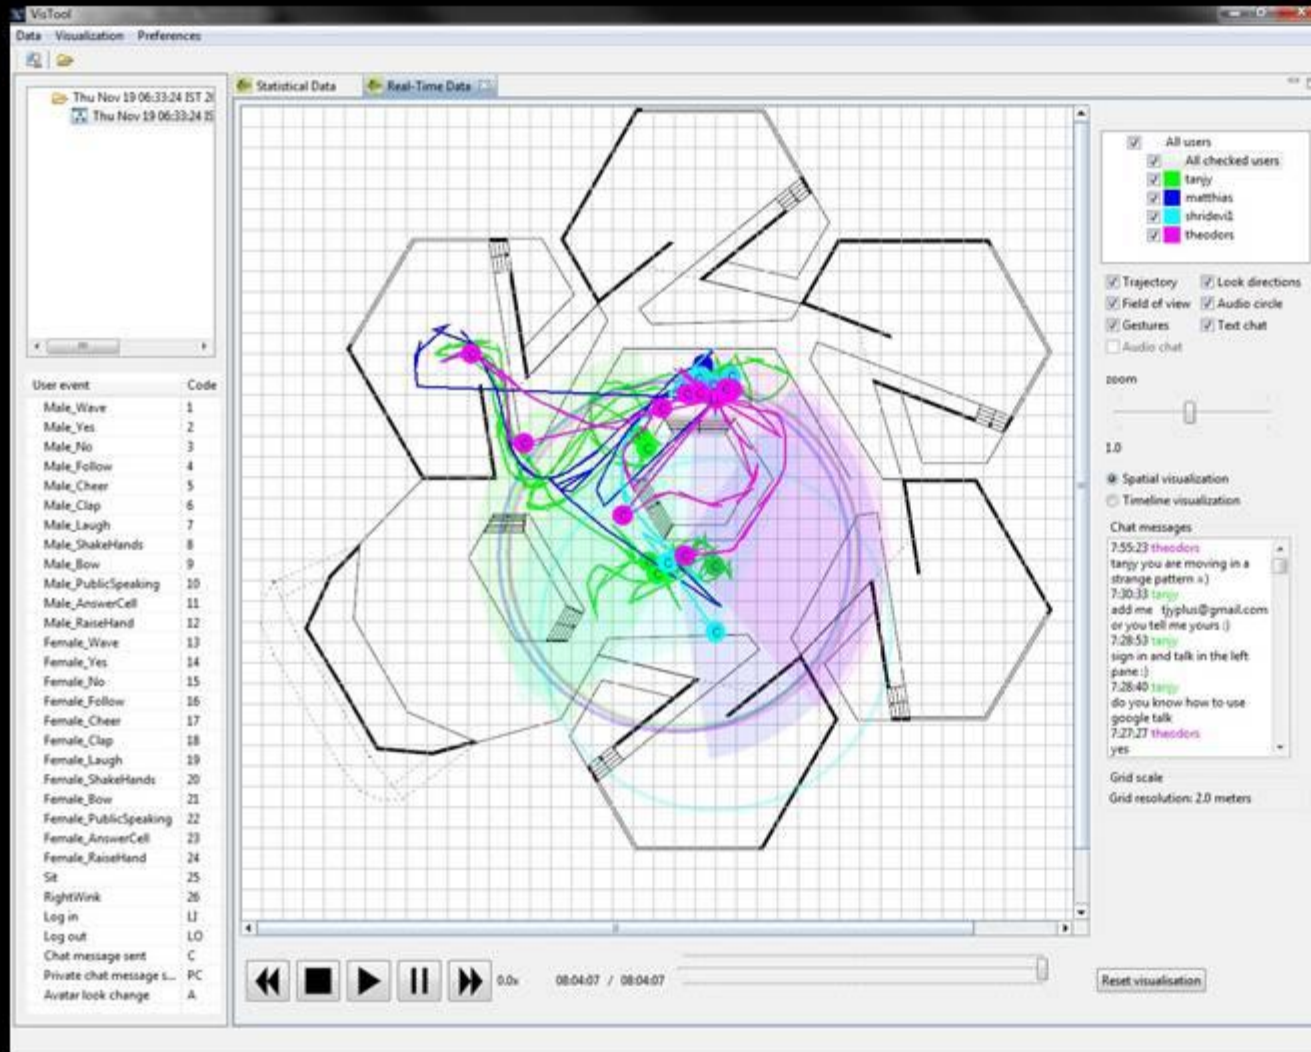 VisTool
Data Visualization Preferences
Statistical Data
Real-Time Data
Thu Nov 19 06:33:24 IST 2
Thu Nov 19 06:33:24 IS
User event Code
Male_Wave 1
Male_Yes 2
Male_No 3
Male_Follow 4
Male_Cheer 5
Male_Clap 6
Male_Laugh 7
Male_ShakeHands 8
Male_Bow 9
Male_PublicSpeaking 10
Male_AnswerCell 11
Male_RaiseHand 12
Female_Wave 13
Female_Yes 14
Female_No 15
Female_Follow 16
Female_Cheer 17
Female_Clap 18
Female_Laugh 19
Female_ShakeHands 20
Female_Bow 21
Female_PublicSpeaking 22
Female_AnswerCell 23
Female_RaiseHand 24
Sit 25
RightWink 26
Log in LI
Log out LO
Chat message sent C
Private chat message s... PC
Avatar look change A
C
C
C
C
C
C
C
C
C
0.0x 08:04:07 / 08:04:07
All users
All checked users
tanjy
matthias
shridevi1
theodors
Trajectory Look directions
Field of view Audio circle
Gestures Text chat
Audio chat
zoom
1.0
Spatial visualization
Timeline visualization
Chat messages
7:55:23 theodors
tanjy you are moving in a
strange pattern =)
7:30:33 tanjy
add me tjyplus@gmail.com
or you tell me yours :)
7:28:53 tanjy
sign in and talk in the left
pane :)
7:28:40 tanjy
do you know how to use
google talk
7:27:27 theodors
yes
Grid scale
Grid resolution: 2.0 meters
Reset visualisation